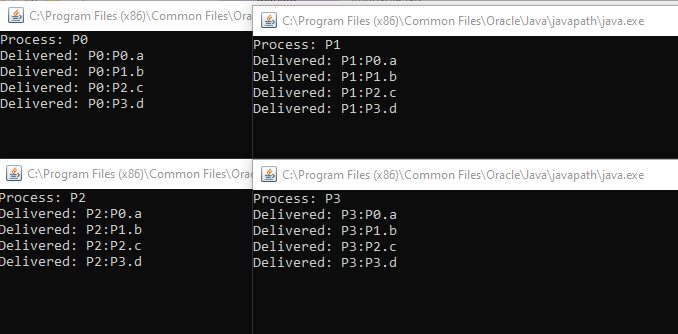 C:\Program Files (x86)\Common Files\Oracle
Process: P0
Delivered: P0:P0.a
Delivered: P0:P1.b
Delivered: P0:P2.c
Delivered: P0:P3.d
C:\Program Files (x86)\Common Files\Oracle\Java\javapath\java.exe
Process: P1
Delivered: P1:P0.a
Delivered: P1:P1.b
Delivered: P1:P2.c
Delivered: P1:P3.d
C:\Program Files (x86)\Common Files\Oracle
Process: P2
Delivered: P2:P0.a
Delivered: P2:P1.b
Delivered: P2:P2.c
Delivered: P2:P3.d
C:\Program Files (x86)\Common Files\Oracle\Java\javapath\java.exe
Process: P3
Delivered: P3:P0.a
Delivered: P3:P1.b
Delivered: P3:P2.c
Delivered: P3:P3.d